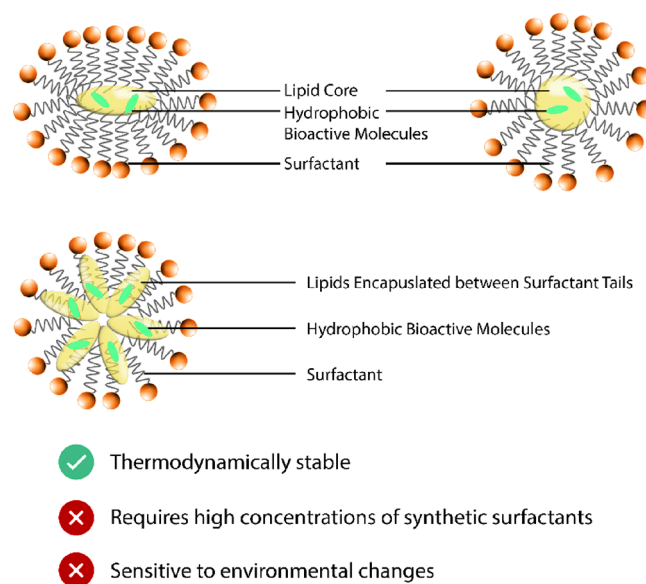 Lipid Core
Hydrophobic
Bioactive Molecules
Surfactant
Lipids Encapuslated between Surfactant Tails
Hydrophobic Bioactive Molecules
Surfactant
Thermodynamically stable
Requires high concentrations of synthetic surfactants
Sensitive to environmental changes